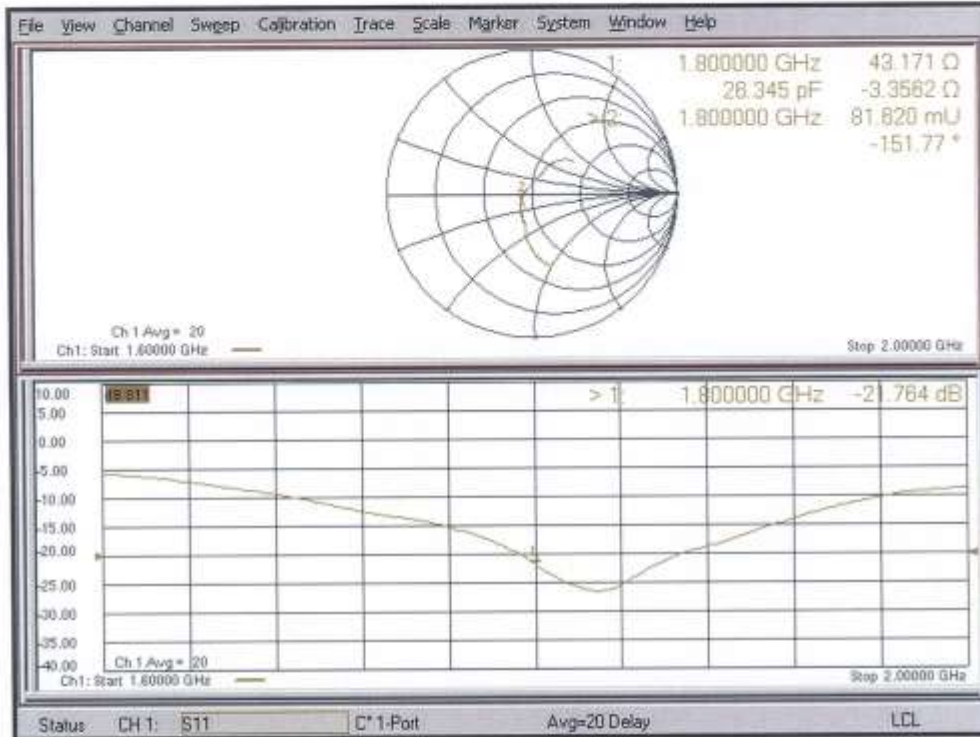 File View Channel Sweep Calibration Trace Scale Marker System Window Help
1: 1.800000 GHz 43.171 Ω
26.345 pF -3.3562 Ω
> 2: 1.800000 GHz 81.820 mU
-151.77 °
2
Ch 1 Avg = 20
Ch1: Start 1.60000 GHz
Stop 2.00000 GHz
10.00
S11
> 1: 1.800000 GHz -21.764 dB
5.00
0.00
-5.00
-10.00
-15.00
-20.00
1
-25.00
-30.00
-35.00
-40.00
Ch 1 Avg = 20
Ch1: Start 1.60000 GHz
Stop 2.00000 GHz
Status CH 1: S11 C* 1-Port Avg=20 Delay LCL